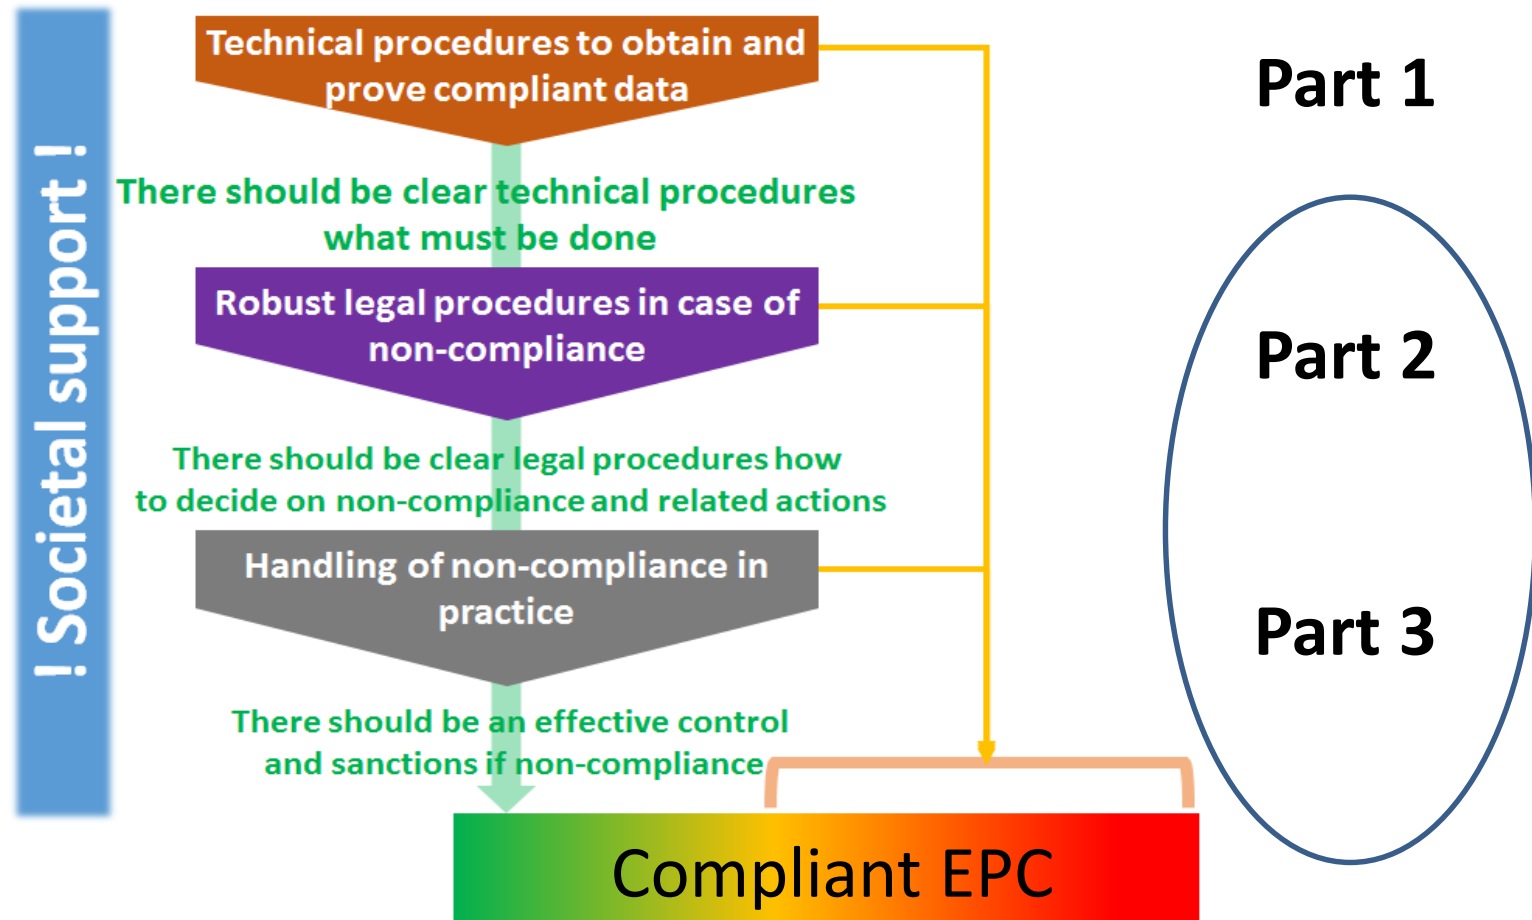 ! Societal support !
Technical procedures to obtain and
prove compliant data
Part 1
There should be clear technical procedures
what must be done
Robust legal procedures in case of
non-compliance
Part 2
There should be clear legal procedures how
to decide on non-compliance and related actions
Handling of non-compliance in
practice
Part 3
There should be an effective control
and sanctions if non-compliance
Compliant EPC